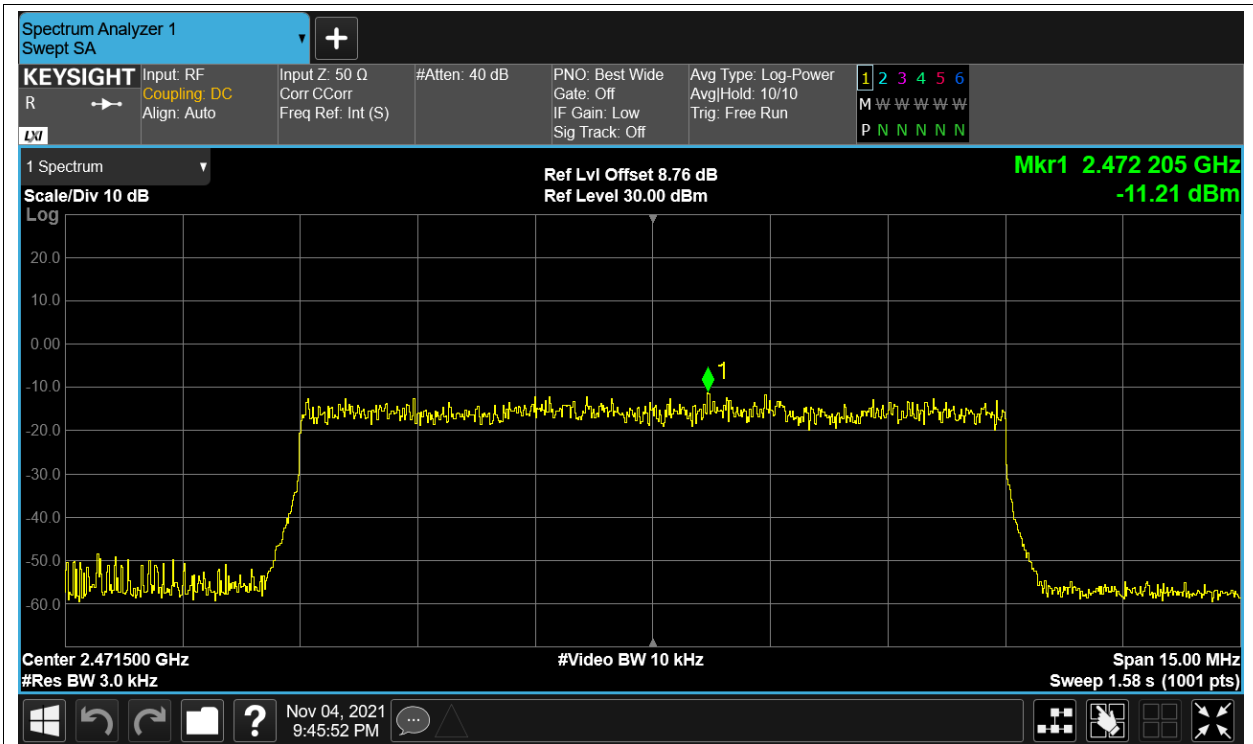 Spectrum Analyzer 1
Swept SA
KEYSIGHT
R
LXI
Input: RF
Coupling: DC
Align: Auto
Input Z: 50 Ω
Corr CCorr
Freq Ref: Int (S)
#Atten: 40 dB
PNO: Best Wide
Gate: Off
IF Gain: Low
Sig Track: Off
Avg Type: Log-Power
Avg|Hold: 10/10
Trig: Free Run
1 2 3 4 5 6
M W W W W W
P N N N N N
1 Spectrum
Scale/Div 10 dB
Ref Lvl Offset 8.76 dB
Ref Level 30.00 dBm
Mkr1 2.472 205 GHz
-11.21 dBm
Log
20.0
10.0
0.00
-10.0
-20.0
-30.0
-40.0
-50.0
-60.0
1
Center 2.471500 GHz
#Res BW 3.0 kHz
#Video BW 10 kHz
Span 15.00 MHz
Sweep 1.58 s (1001 pts)
?
Nov 04, 2021
9:45:52 PM